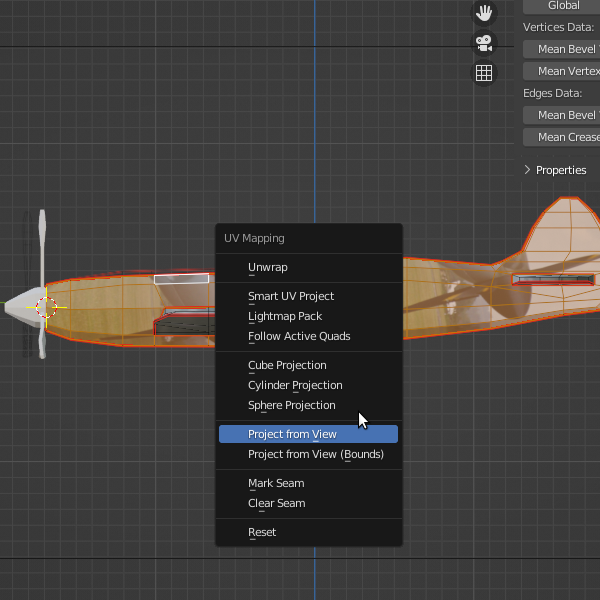 Global
Vertices Data:
Mean Bevel
Mean Vertex
Edges Data:
Mean Bevel
Mean Crease
Properties
UV Mapping
Unwrap
Smart UV Project
Lightmap Pack
Follow Active Quads
Cube Projection
Cylinder Projection
Sphere Projection
Project from View
Project from View (Bounds)
Mark Seam
Clear Seam
Reset